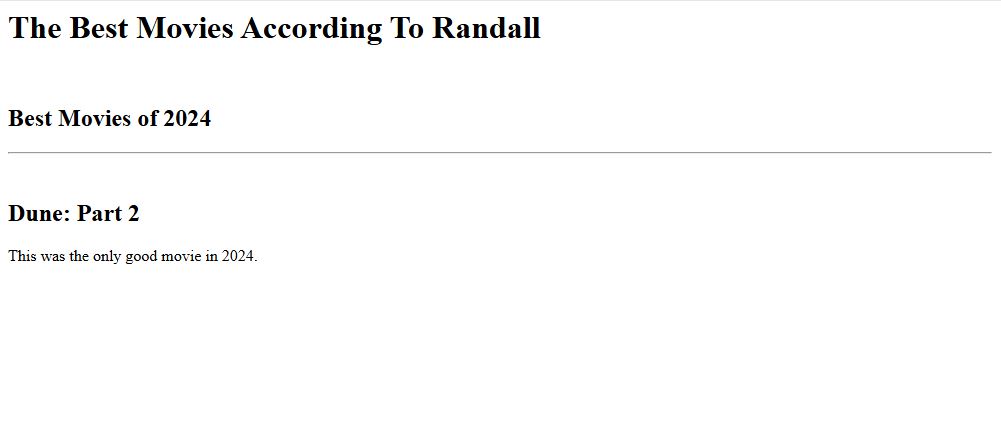 The Best Movies According To Randall
Best Movies of 2024
Dune: Part 2
This was the only good movie in 2024.